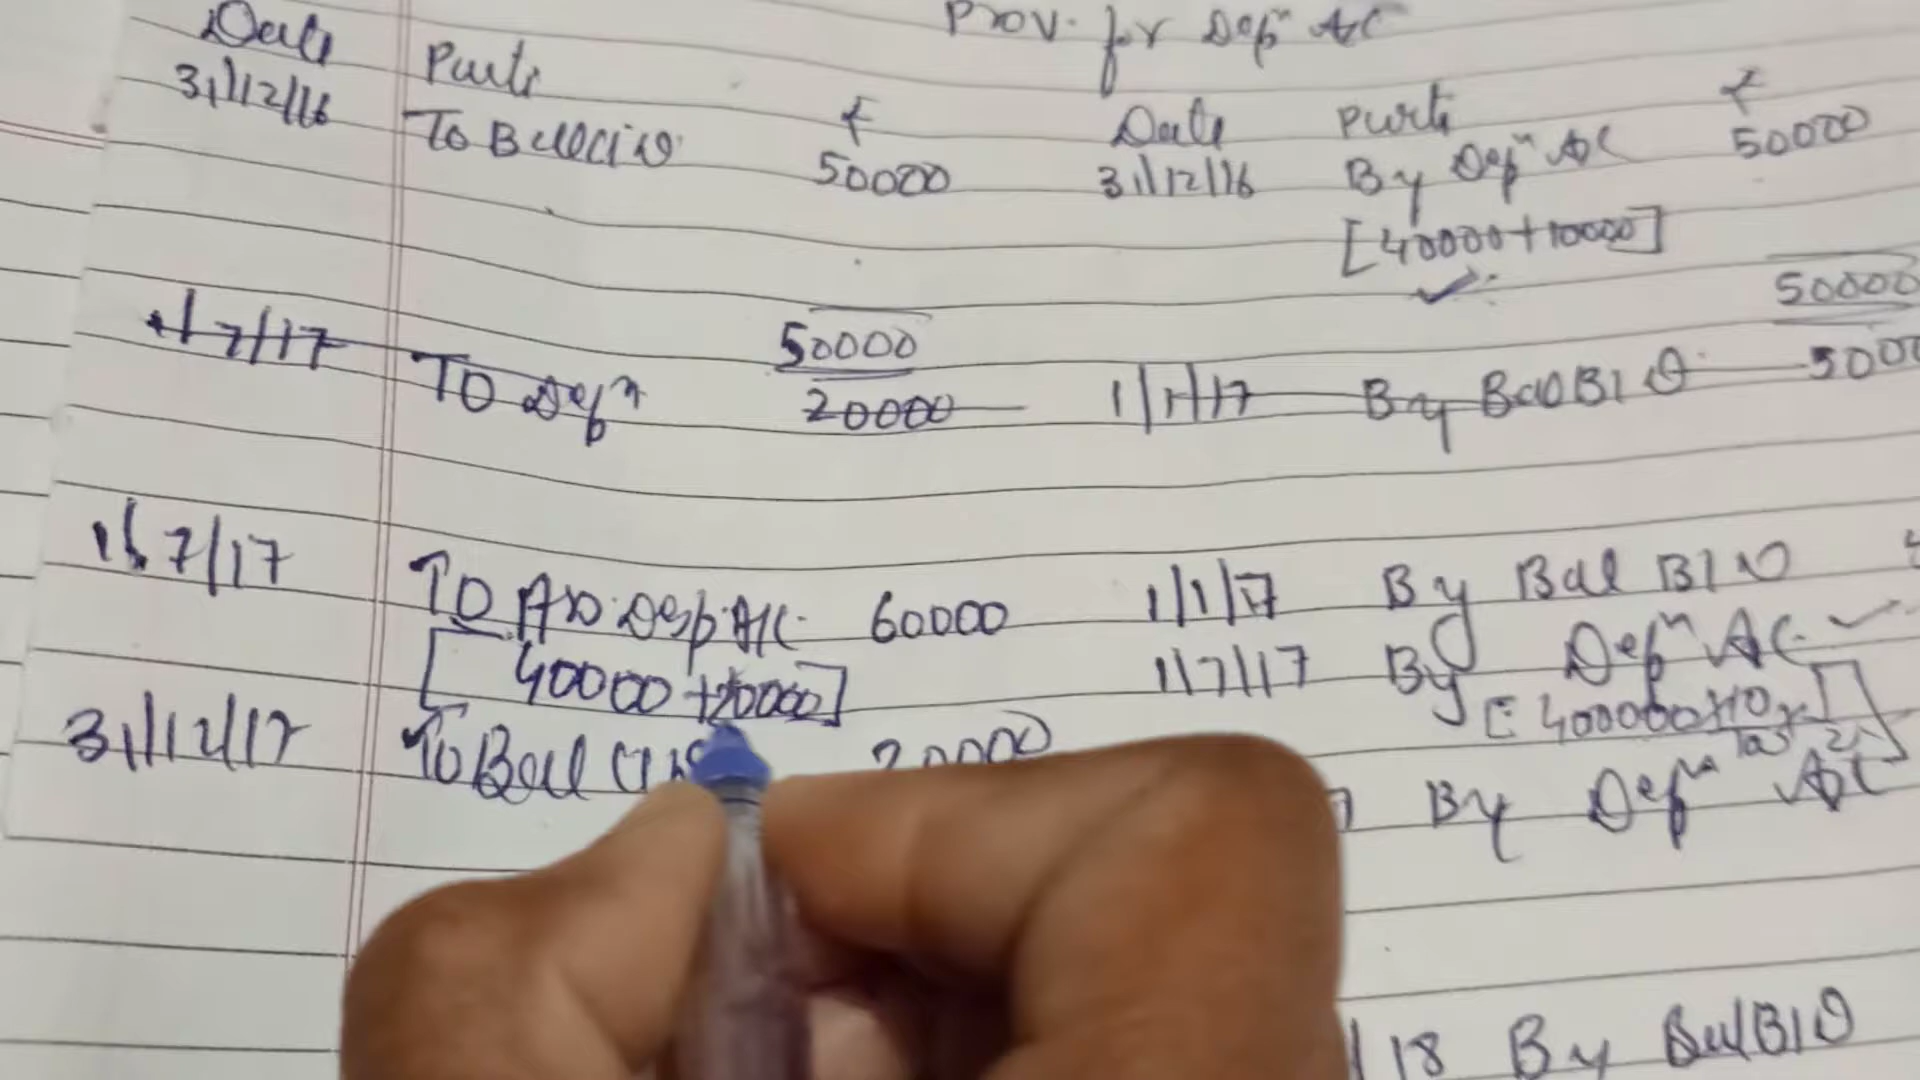 Prov. for Depn A/C
Date Parti ₹ Date Parti ₹
31/12/16 To Bal c/d 50000 31/12/16 By Depn A/C 50000
[40000+10000]
50000 50000
1/7/17 To Depn 20000 1/1/17 By Bal B/D 5000
1/7/17 To A/D. Dep. A/C. 60000 1/1/17 By Bal B/D
[40000+20000] 1/7/17 By Depn A/C.
31/12/17 To Bal 20000 By Depn A/C
18 By Bal B/D